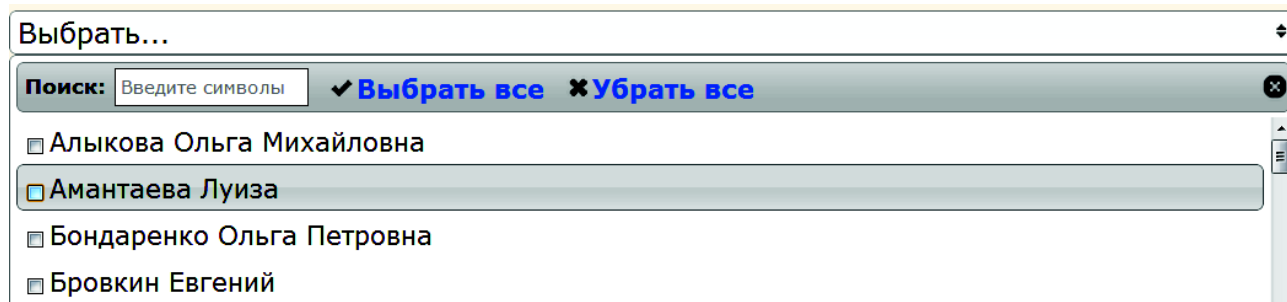 Выбрать...
Поиск: Введите символы Выбрать все Убрать все
Алыкова Ольга Михайловна
Амантаева Луиза
Бондаренко Ольга Петровна
Бровкин Евгений